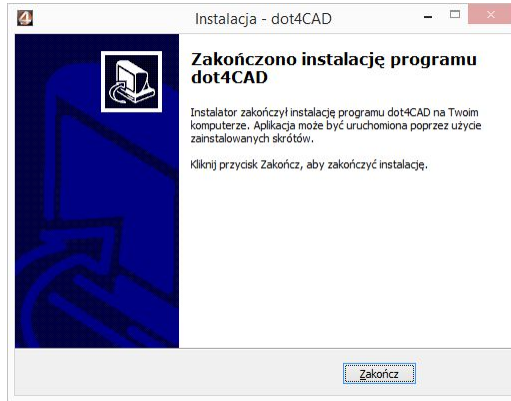 Instalacja - dot4CAD
Zakończono instalację programu
dot4CAD
Instalator zakończył instalację programu dot4CAD na Twoim
komputerze. Aplikacja może być uruchomiona poprzez użycie
zainstalowanych skrótów.
Kliknij przycisk Zakończ, aby zakończyć instalację.
Zakończ